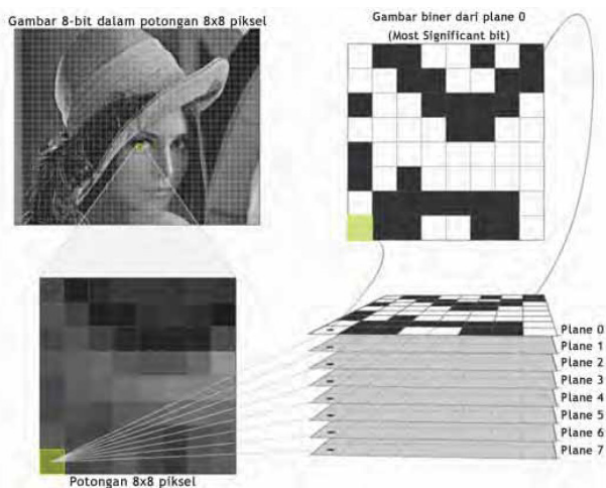 Gambar 8-bit dalam potongan 8x8 piksel
Gambar biner dari plane 0
(Most Significant bit)
Plane 0
Plane 1
Plane 2
Plane 3
Plane 4
Plane 5
Plane 6
Plane 7
Potongan 8x8 piksel